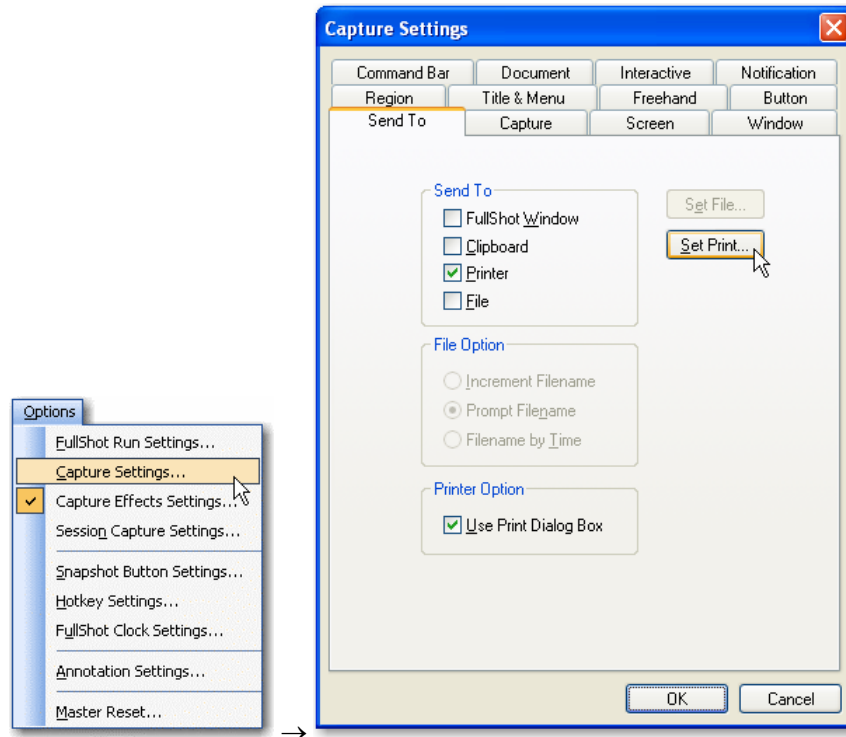 Options
FullShot Run Settings...
Capture Settings...
Capture Effects Settings...
Session Capture Settings...
Snapshot Button Settings...
Hotkey Settings...
FullShot Clock Settings...
Annotation Settings...
Master Reset...
→
Capture Settings
Command Bar Document Interactive Notification
Region Title & Menu Freehand Button
Send To Capture Screen Window
Send To
FullShot Window
Clipboard
Printer
File
Set File...
Set Print...
File Option
Increment Filename
Prompt Filename
Filename by Time
Printer Option
Use Print Dialog Box
OK Cancel